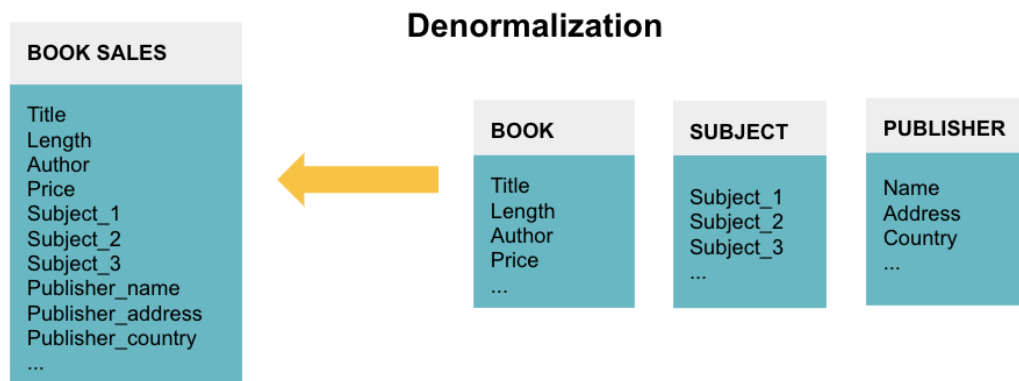 Denormalization
BOOK SALES
Title
Length
Author
Price
Subject_1
Subject_2
Subject_3
Publisher_name
Publisher_address
Publisher_country
...
BOOK
Title
Length
Author
Price
...
SUBJECT
Subject_1
Subject_2
Subject_3
...
PUBLISHER
Name
Address
Country
...